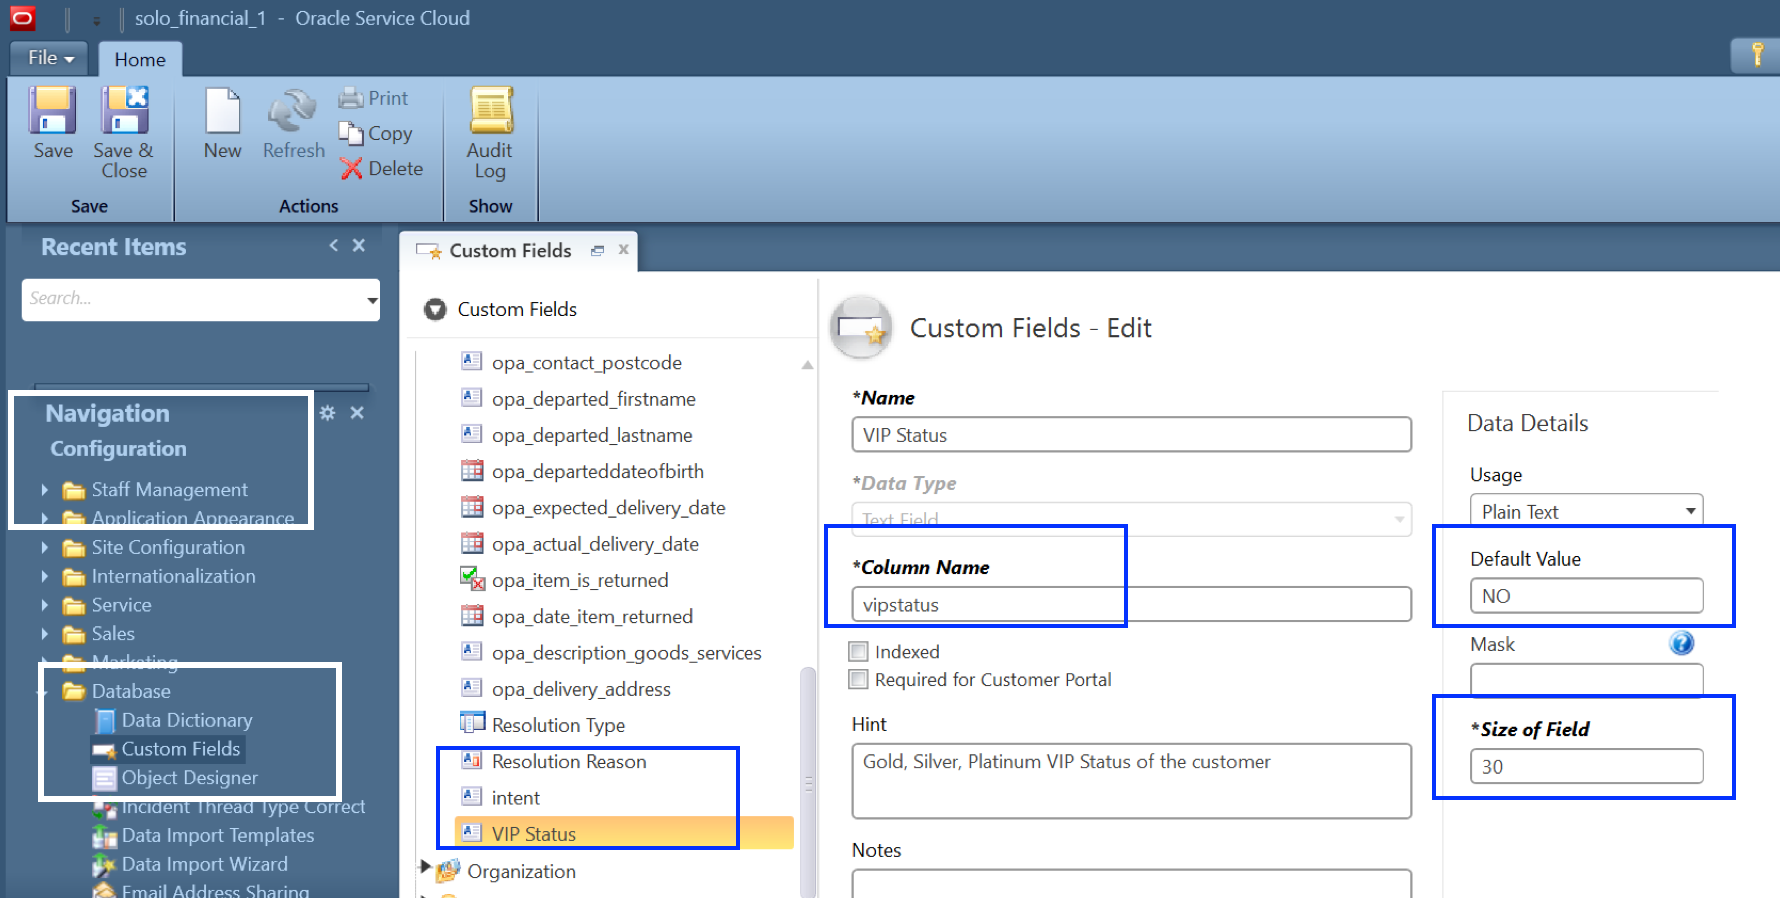 solo_financial_1 - Oracle Service Cloud
File
Home
Save
Save &
Close
New
Refresh
Print
Copy
Delete
Audit
Log
Save
Actions
Show
Recent Items
Search...
Navigation
Configuration
Staff Management
Application Appearance
Site Configuration
Internationalization
Service
Sales
Marketing
Database
Data Dictionary
Custom Fields
Object Designer
Incident Thread Type Correct
Data Import Templates
Data Import Wizard
Email Address Sharing
Custom Fields
Custom Fields
opa_contact_postcode
opa_departed_firstname
opa_departed_lastname
opa_departeddateofbirth
opa_expected_delivery_date
opa_actual_delivery_date
opa_item_is_returned
opa_date_item_returned
opa_description_goods_services
opa_delivery_address
Resolution Type
Resolution Reason
intent
VIP Status
Organization
Custom Fields - Edit
*Name
VIP Status
*Data Type
Text Field
*Column Name
vipstatus
Indexed
Required for Customer Portal
Hint
Gold, Silver, Platinum VIP Status of the customer
Notes
Data Details
Usage
Plain Text
Default Value
NO
Mask
?
*Size of Field
30